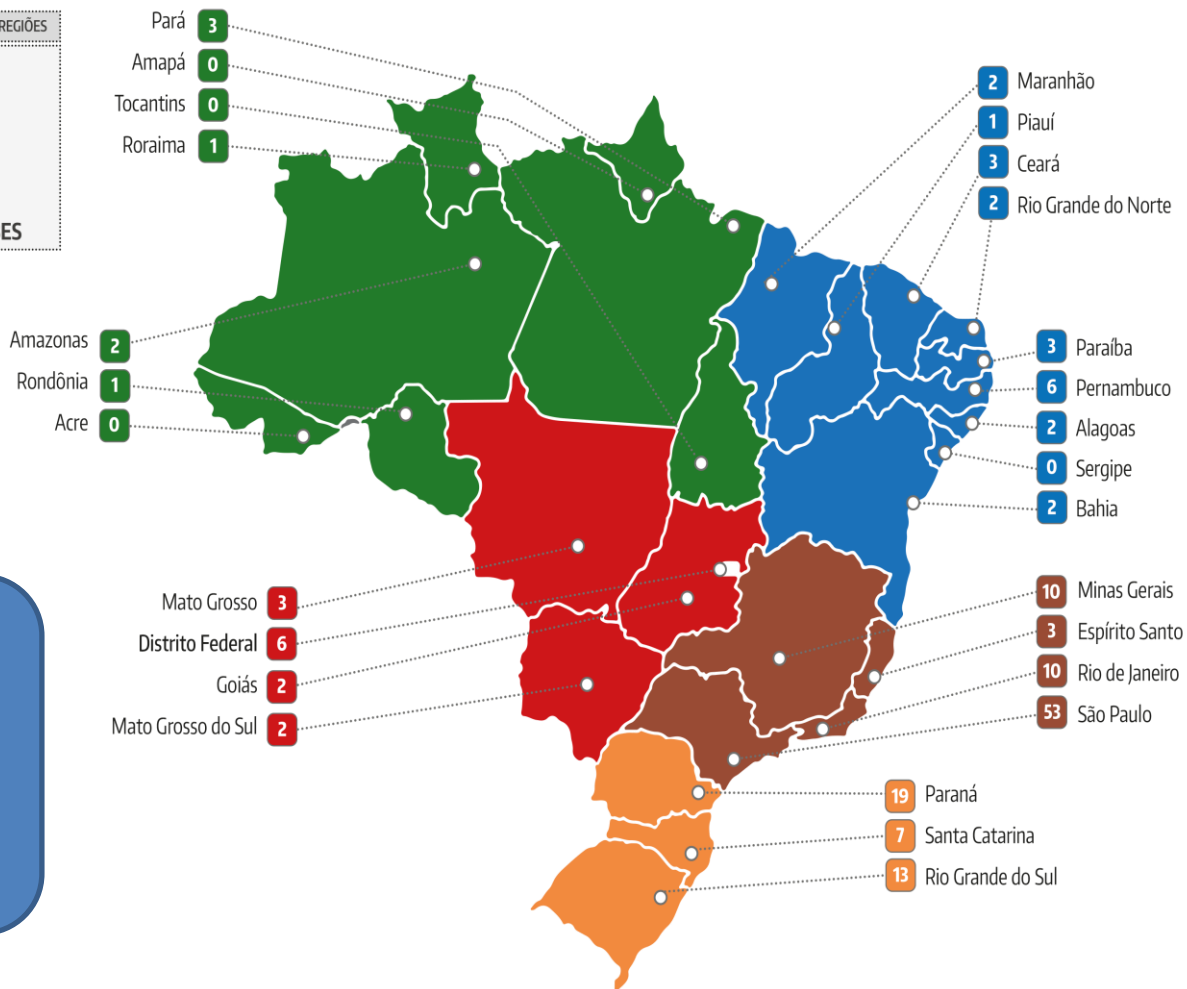 REGIÕES
ES
Pará 3
Amapá 0
Tocantins 0
Roraima 1
Amazonas 2
Rondônia 1
Acre 0
2 Maranhão
1 Piauí
3 Ceará
2 Rio Grande do Norte
3 Paraíba
6 Pernambuco
2 Alagoas
0 Sergipe
2 Bahia
Mato Grosso 3
Distrito Federal 6
Goiás 2
Mato Grosso do Sul 2
10 Minas Gerais
3 Espírito Santo
10 Rio de Janeiro
53 São Paulo
19 Paraná
7 Santa Catarina
13 Rio Grande do Sul